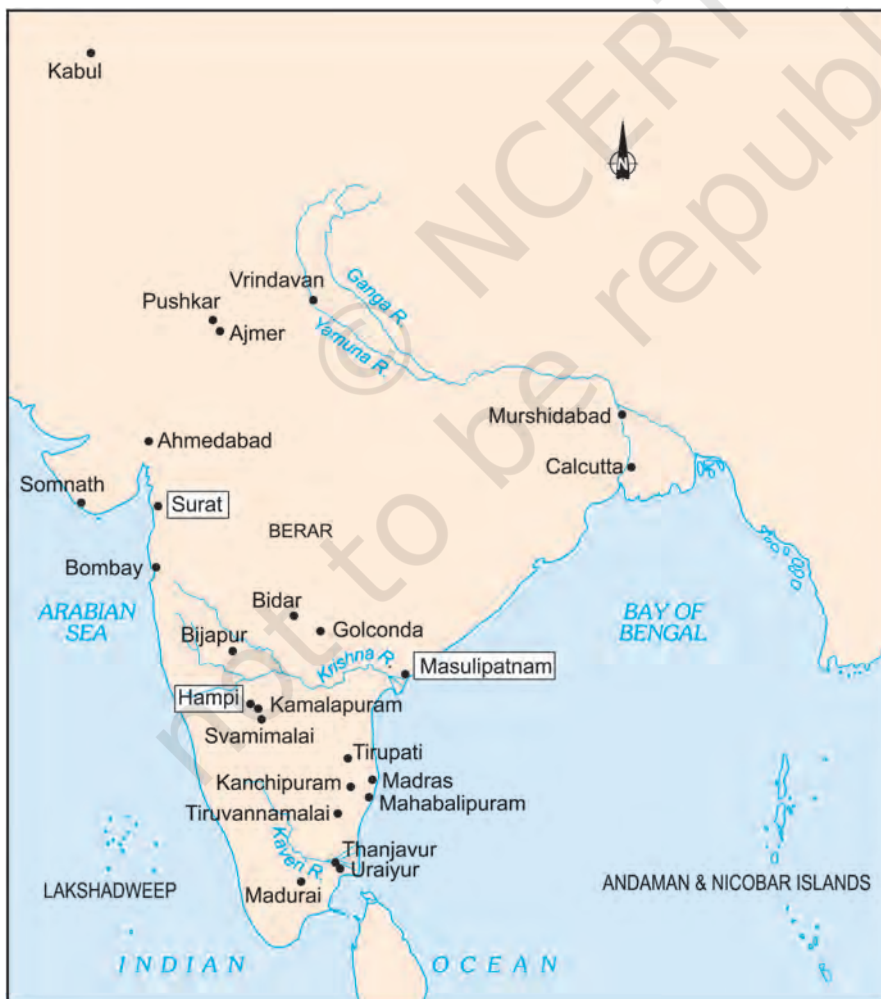 © NCERT
not to be republ
Kabul
N
Vrindavan
Ganga R.
Pushkar
Ajmer
Yamuna R.
Murshidabad
Ahmedabad
Calcutta
Somnath
Surat
BERAR
Bombay
Bidar
ARABIAN
SEA
BAY OF
BENGAL
Golconda
Bijapur
Krishna R.
Masulipatnam
Hampi
Kamalapuram
Svamimalai
Tirupati
Kanchipuram
Madras
Mahabalipuram
Tiruvannamalai
Kaveri R.
Thanjavur
Uraiyur
Madurai
LAKSHADWEEP
ANDAMAN & NICOBAR ISLANDS
INDIAN OCEAN